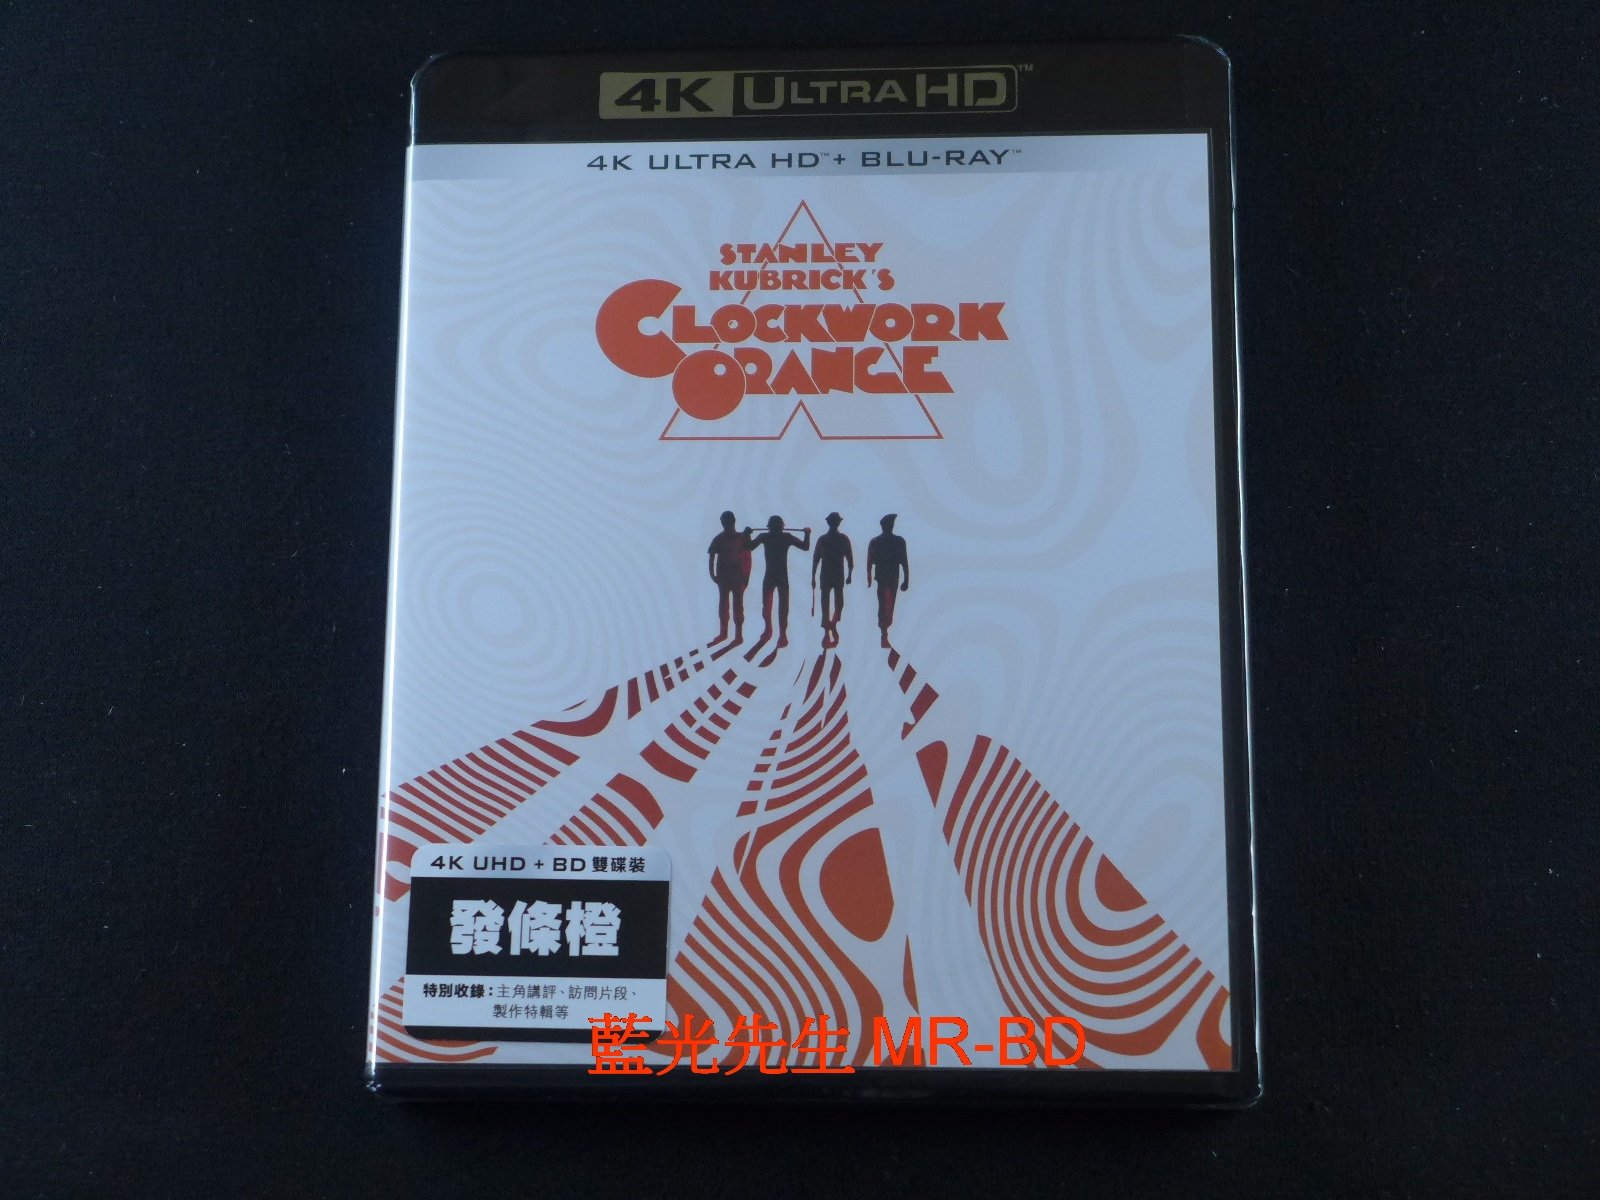 4K ULTRA HD™
4K ULTRA HD™ + BLU-RAY™
STANLEY
KUBRICK'S
CLOCKWORK
ORANGE
4K UHD + BD 雙碟裝
發條橙
特別收錄：主角講評、訪問片段、
製作特輯等
藍光先生 MR-BD